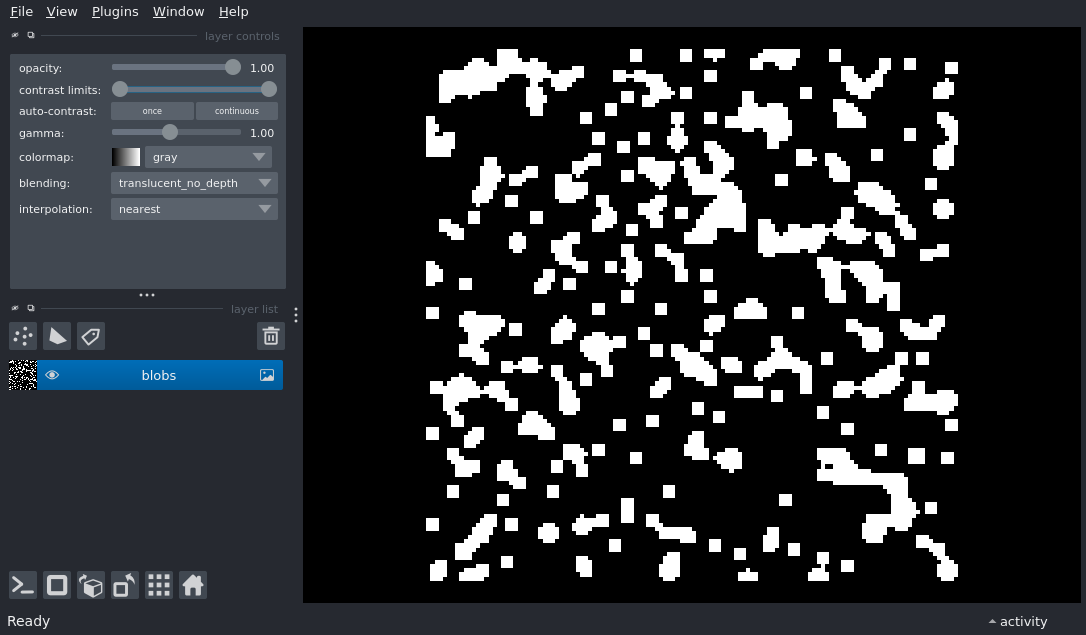 File View Plugins Window Help
layer controls
opacity: 1.00
contrast limits:
auto-contrast: once continuous
gamma: 1.00
colormap: gray
blending: translucent_no_depth
interpolation: nearest
layer list
blobs
Ready activity